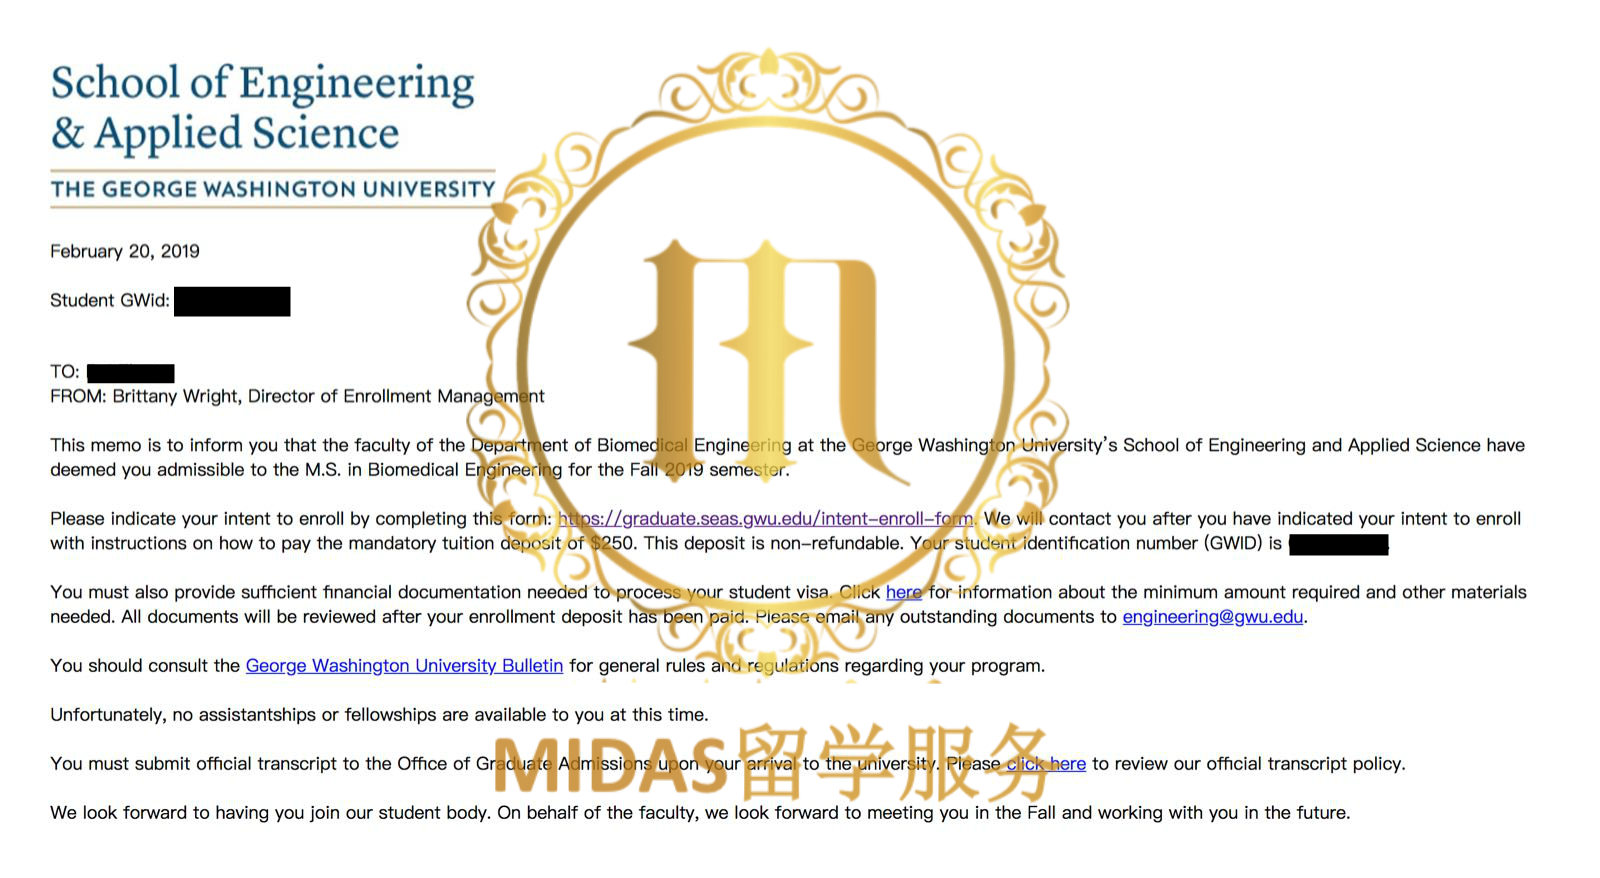 School of Engineering
& Applied Science
THE GEORGE WASHINGTON UNIVERSITY
February 20, 2019
Student GWid:
TO:
FROM: Brittany Wright, Director of Enrollment Management
This memo is to inform you that the faculty of the Department of Biomedical Engineering at the George Washington University's School of Engineering and Applied Science have
deemed you admissible to the M.S. in Biomedical Engineering for the Fall 2019 semester.
Please indicate your intent to enroll by completing this form: https://graduate.seas.gwu.edu/intent-enroll-form. We will contact you after you have indicated your intent to enroll
with instructions on how to pay the mandatory tuition deposit of $250. This deposit is non-refundable. Your student identification number (GWID) is
You must also provide sufficient financial documentation needed to process your student visa. Click here for information about the minimum amount required and other materials
needed. All documents will be reviewed after your enrollment deposit has been paid. Please email any outstanding documents to engineering@gwu.edu.
You should consult the George Washington University Bulletin for general rules and regulations regarding your program.
Unfortunately, no assistantships or fellowships are available to you at this time.
MIDAS留学服务
You must submit official transcript to the Office of Graduate Admissions upon your arrival to the university. Please click here to review our official transcript policy.
We look forward to having you join our student body. On behalf of the faculty, we look forward to meeting you in the Fall and working with you in the future.